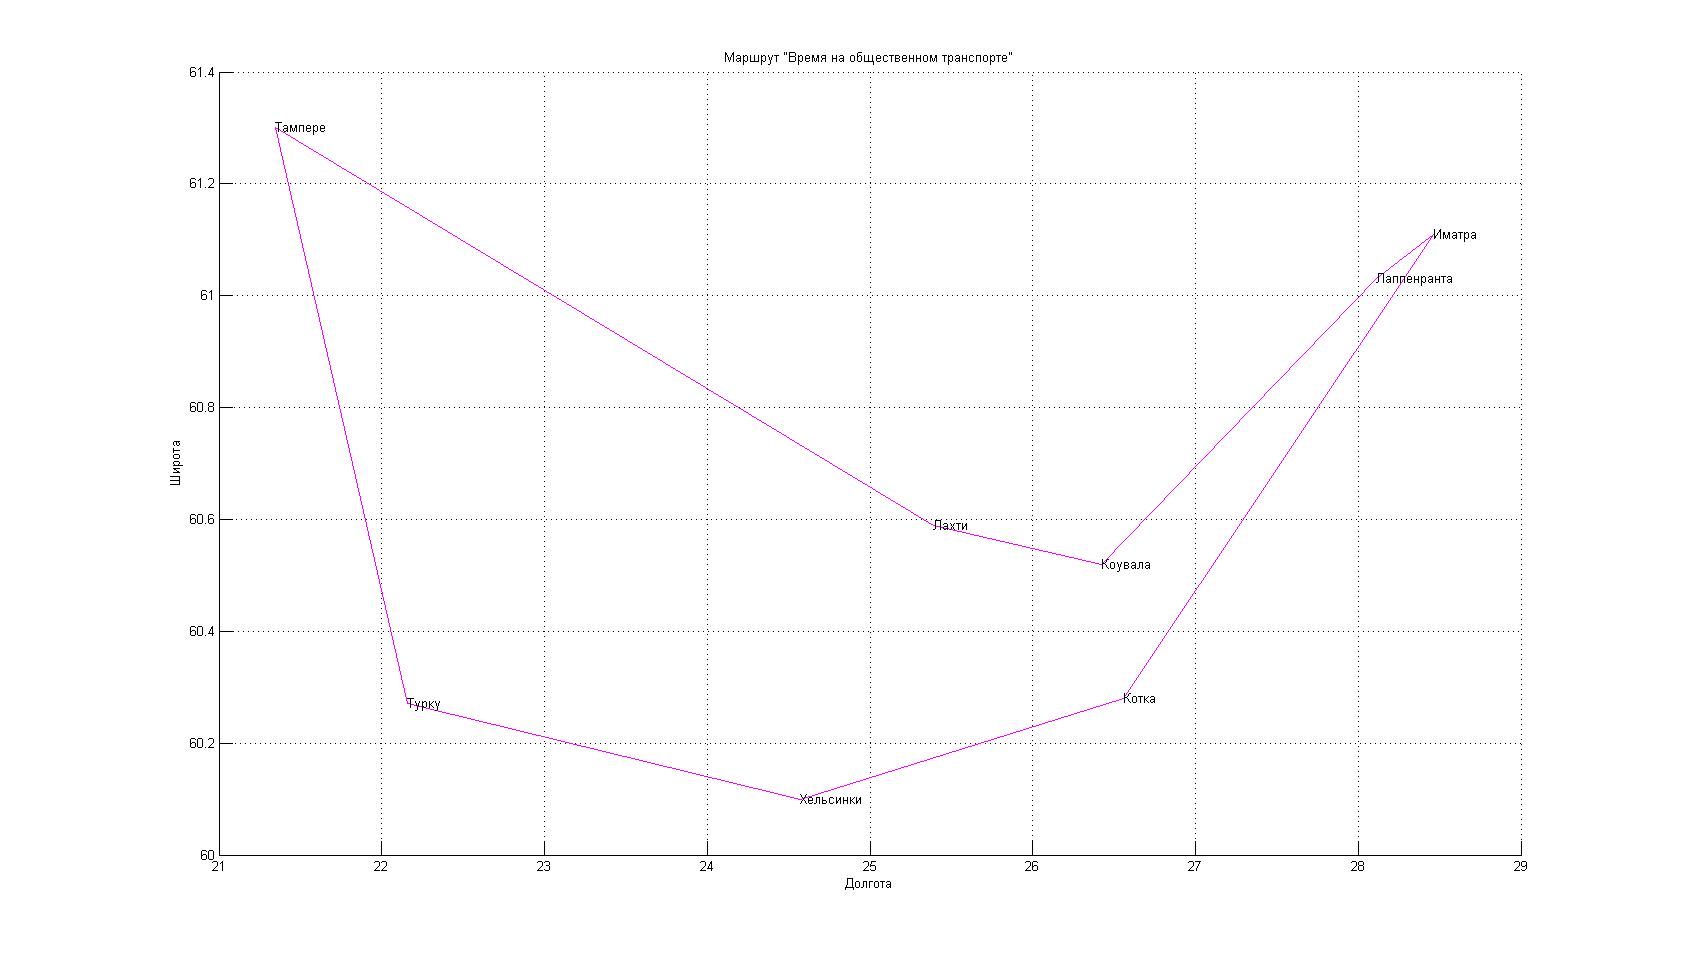 Маршрут "Время на общественном транспорте"
61.4
Тампере
61.2
Иматра
Лаппенранта
61
60.8
Широта
60.6
Лахти
Коувала
60.4
Турку
Котка
60.2
Хельсинки
60
21 22 23 24 25 26 27 28 29
Долгота